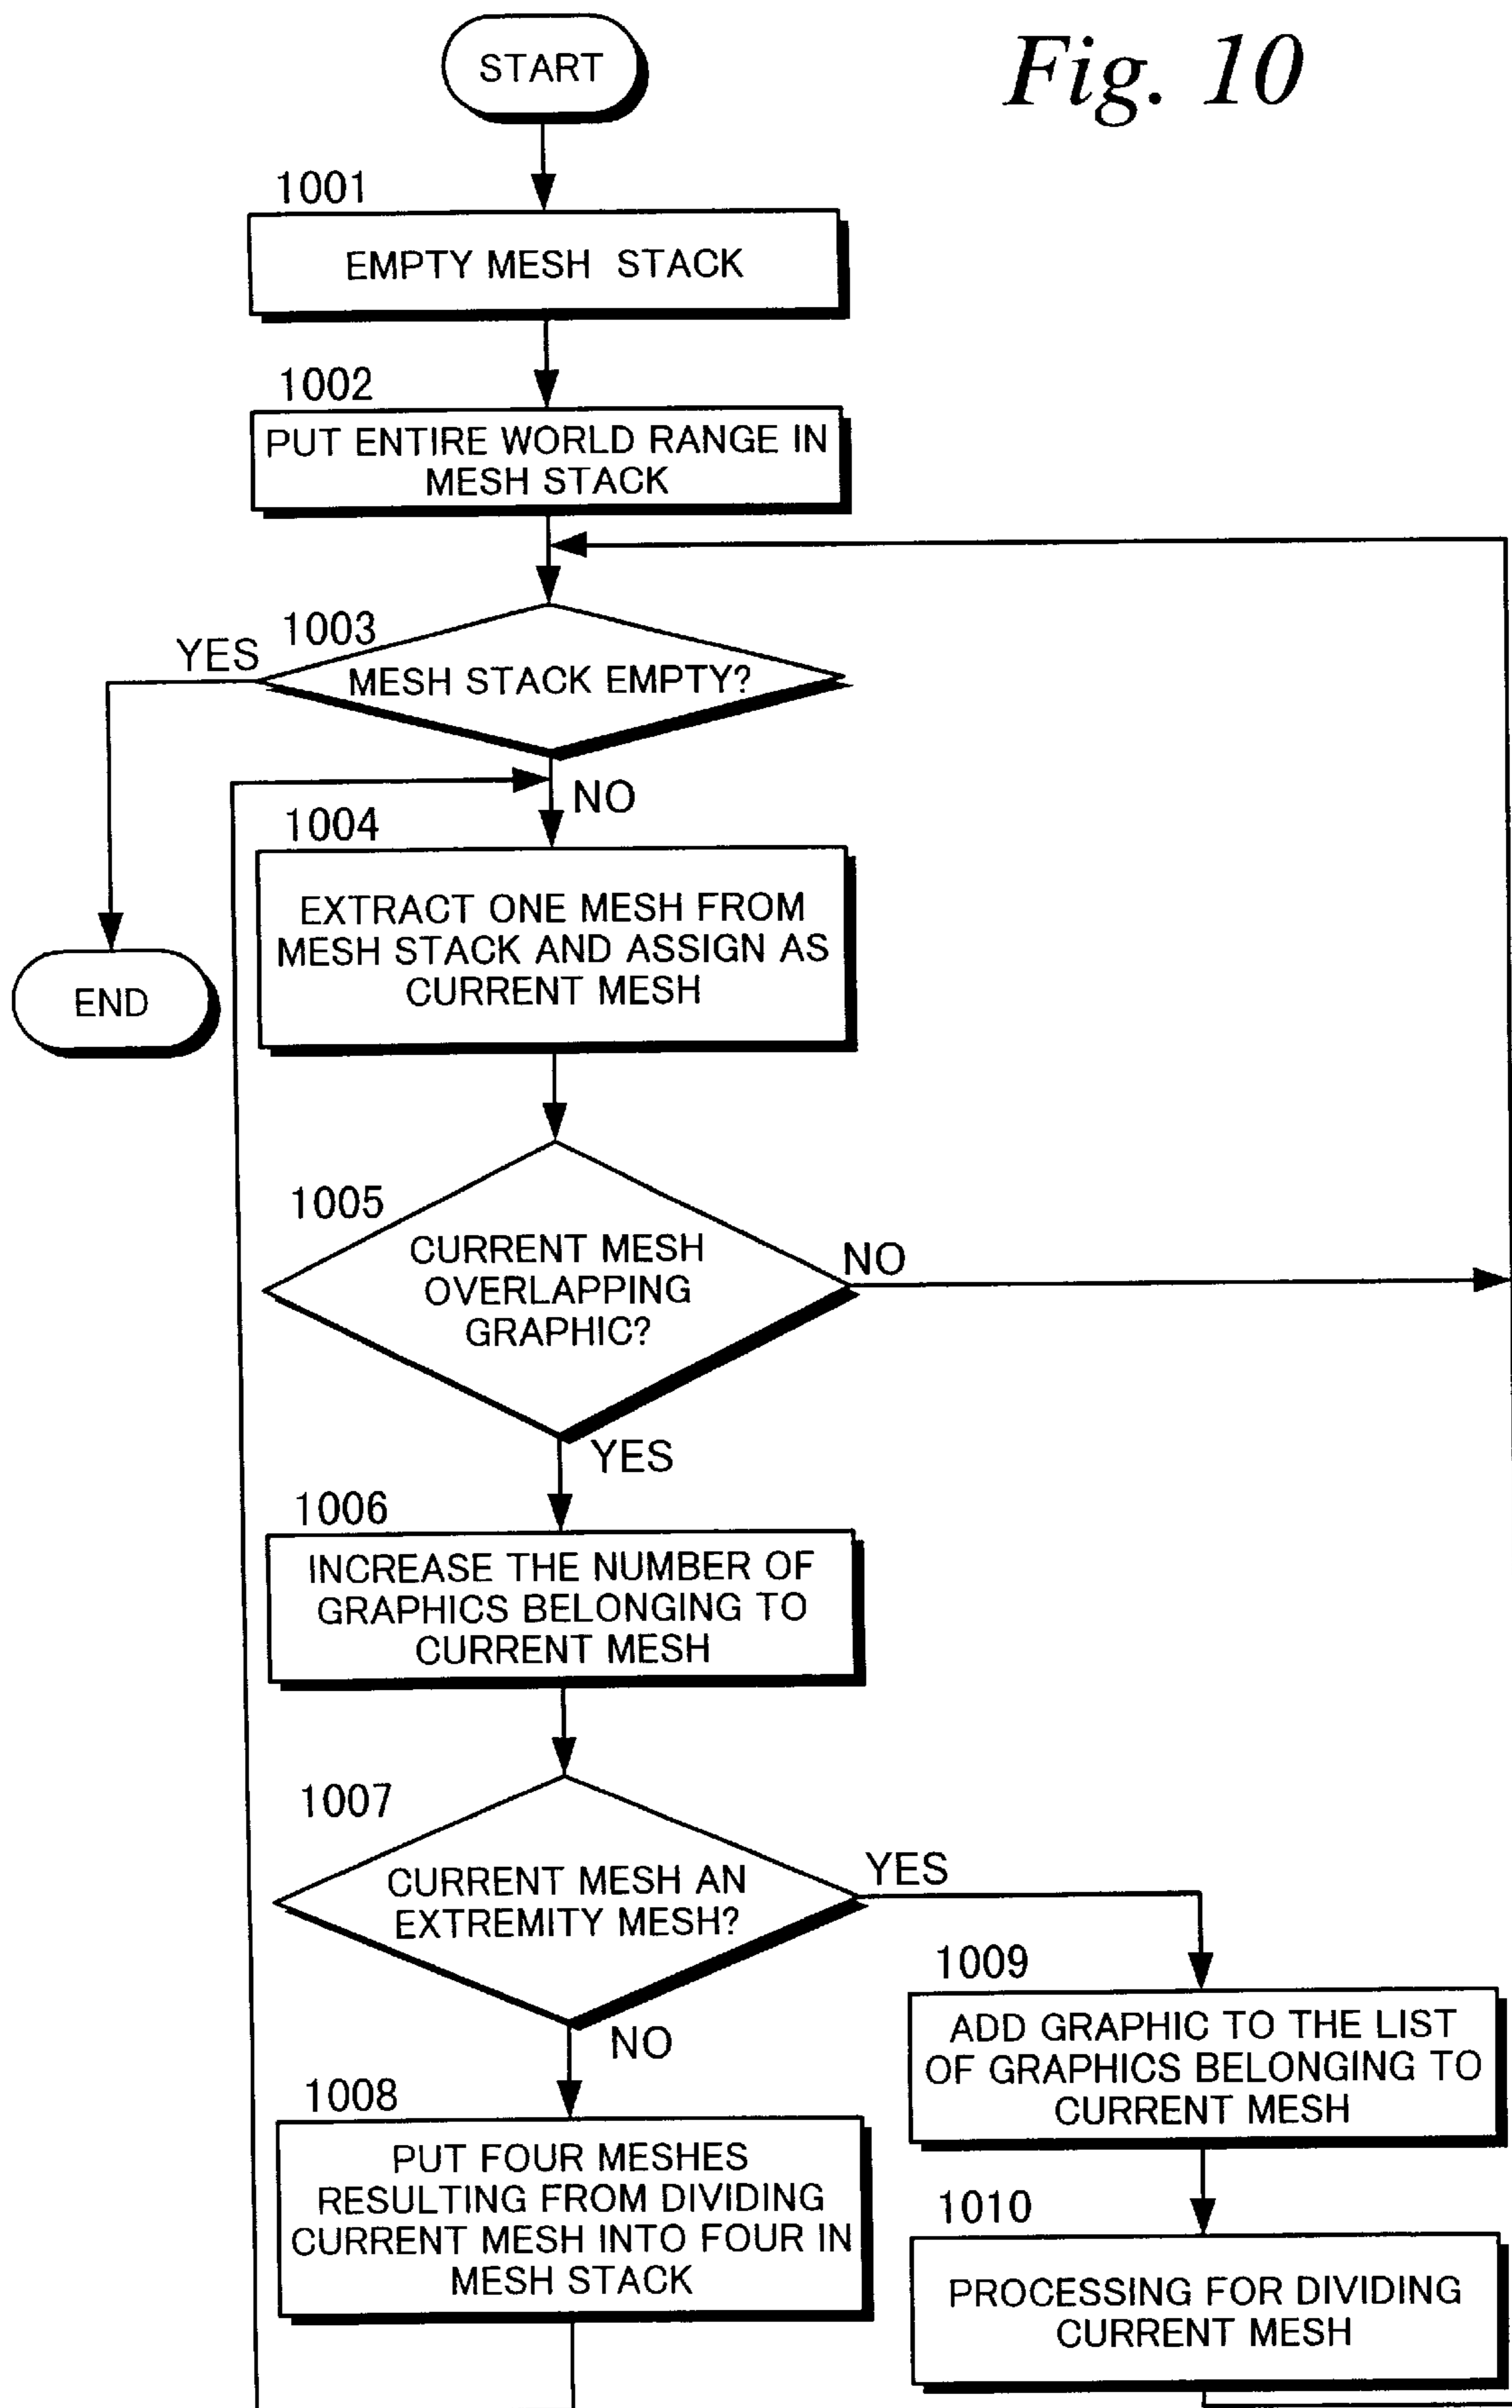 Fig. 10
START
1001
EMPTY MESH STACK
1002
PUT ENTIRE WORLD RANGE IN
MESH STACK
1003
YES
MESH STACK EMPTY?
NO
1004
EXTRACT ONE MESH FROM
MESH STACK AND ASSIGN AS
CURRENT MESH
END
1005
CURRENT MESH
OVERLAPPING
GRAPHIC?
NO
YES
1006
INCREASE THE NUMBER OF
GRAPHICS BELONGING TO
CURRENT MESH
1007
CURRENT MESH AN
EXTREMITY MESH?
YES
NO
1009
ADD GRAPHIC TO THE LIST
OF GRAPHICS BELONGING TO
CURRENT MESH
1008
PUT FOUR MESHES
RESULTING FROM DIVIDING
CURRENT MESH INTO FOUR IN
MESH STACK
1010
PROCESSING FOR DIVIDING
CURRENT MESH